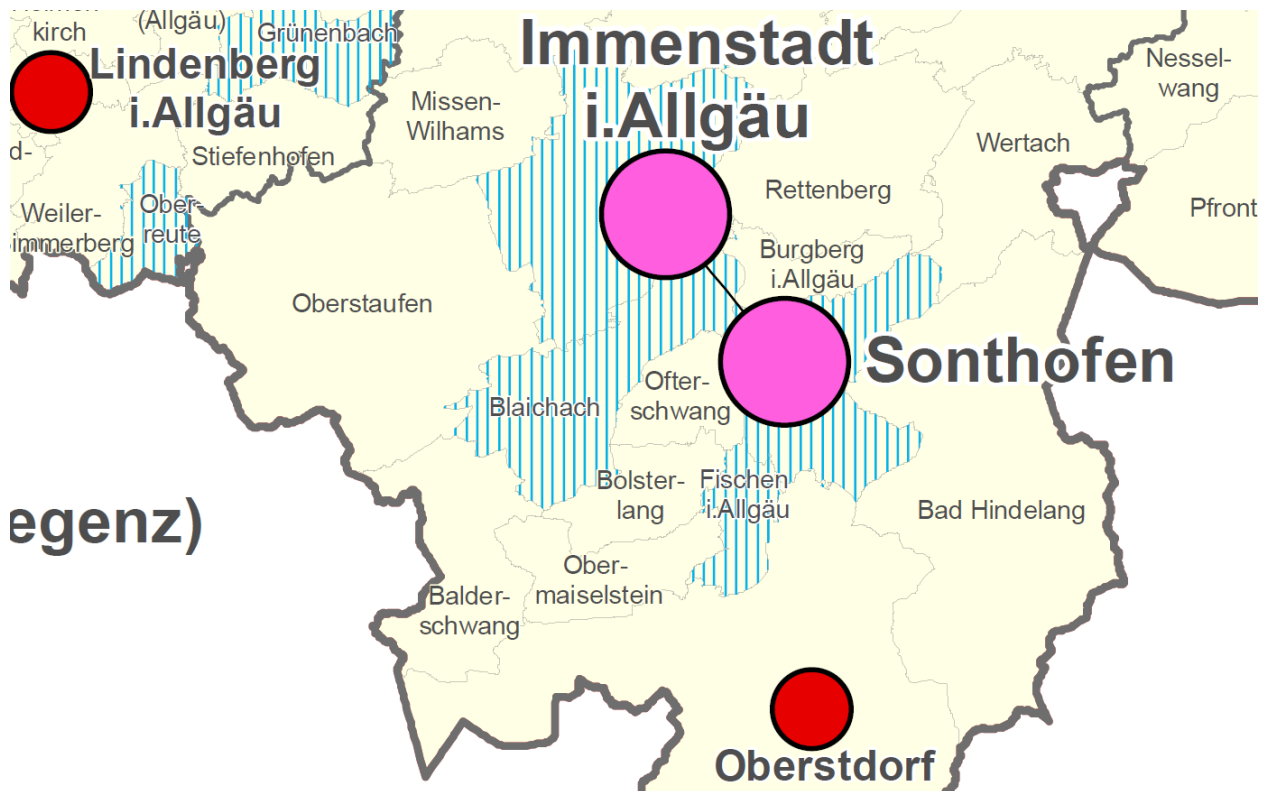 kirch
(Allgäu)
Grünenbach
Immenstadt
i.Allgäu
Lindenberg
i.Allgäu
Missen-
Wilhams
Nessel-
wang
Wertach
d-
Stiefenhofen
Rettenberg
Weiler-
immerberg
Ober-
reute
Pfront
Burgberg
i.Allgäu
Oberstaufen
Sonthofen
Ofter-
schwang
Blaichach
Bolster-
lang
Fischen
i.Allgäu
Bad Hindelang
egenz)
Ober-
maiselstein
Balder-
schwang
Oberstdorf